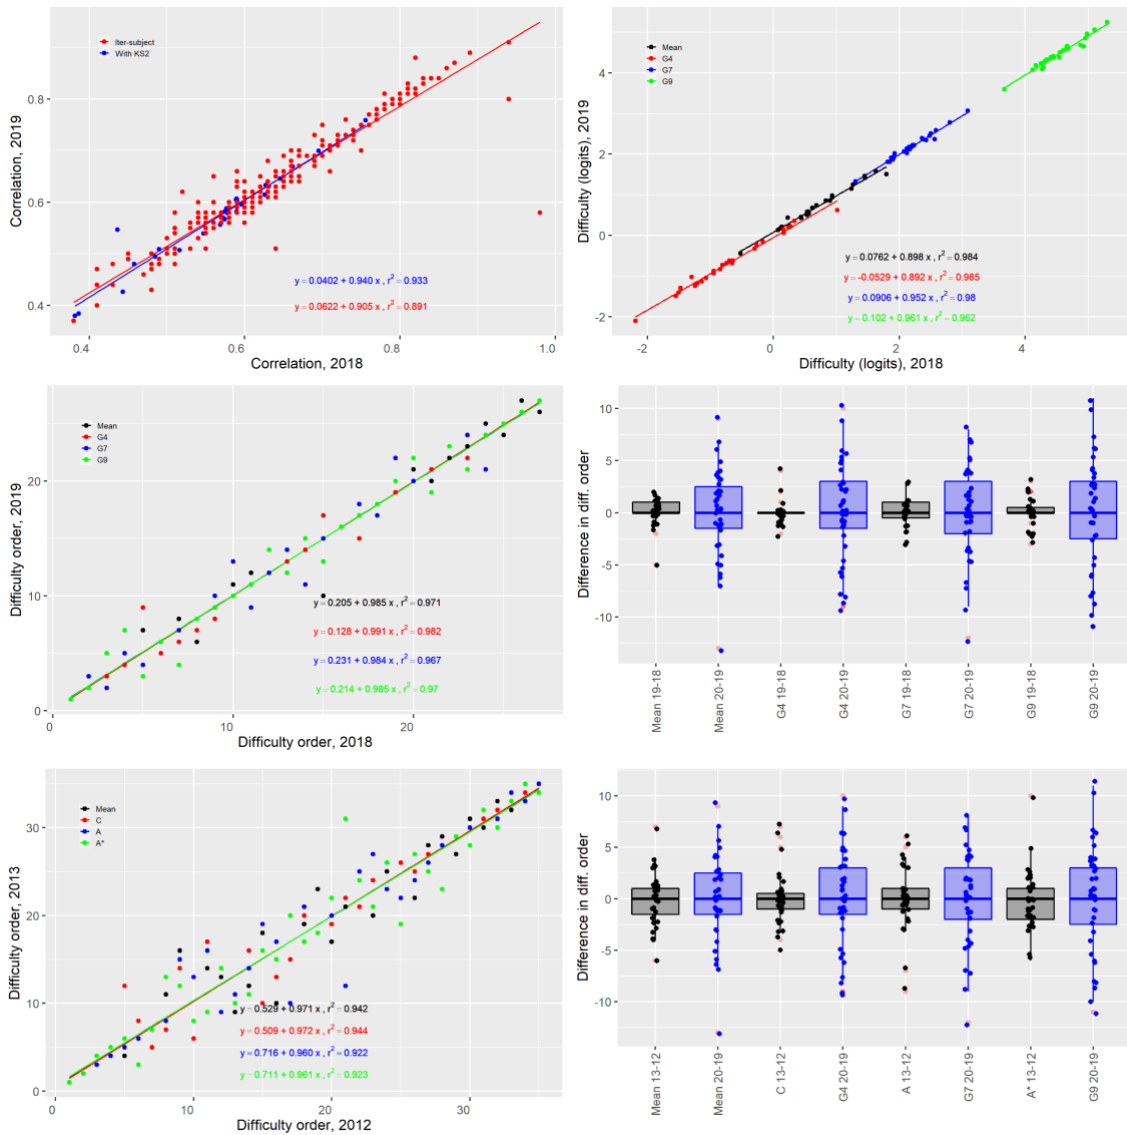 Iter-subject
With KS2
0.8
0.6
0.4
Correlation, 2019
y = 0.0402 + 0.940 x , r² = 0.933
y = 0.0622 + 0.905 x , r² = 0.891
0.4 0.6 0.8 1.0
Correlation, 2018
Mean
G4
G7
G9
4
2
0
-2
Difficulty (logits), 2019
y = 0.0762 + 0.898 x , r² = 0.984
y = -0.0529 + 0.892 x , r² = 0.985
y = 0.0906 + 0.952 x , r² = 0.98
y = 0.102 + 0.961 x , r² = 0.962
-2 0 2 4
Difficulty (logits), 2018
Mean
G4
G7
G9
20
10
0
Difficulty order, 2019
y = 0.205 + 0.985 x , r² = 0.971
y = 0.128 + 0.991 x , r² = 0.982
y = 0.231 + 0.984 x , r² = 0.967
y = 0.214 + 0.985 x , r² = 0.97
0 10 20
Difficulty order, 2018
10
5
0
-5
-10
Difference in diff. order
Mean 19-18
Mean 20-19
G4 19-18
G4 20-19
G7 19-18
G7 20-19
G9 19-18
G9 20-19
Mean
C
A
A*
30
20
10
0
Difficulty order, 2013
y = 0.529 + 0.971 x , r² = 0.942
y = 0.509 + 0.972 x , r² = 0.944
y = 0.716 + 0.960 x , r² = 0.922
y = 0.711 + 0.961 x , r² = 0.923
0 10 20 30
Difficulty order, 2012
10
5
0
-5
-10
Difference in diff. order
Mean 13-12
Mean 20-19
C 13-12
G4 20-19
A 13-12
G7 20-19
A* 13-12
G9 20-19